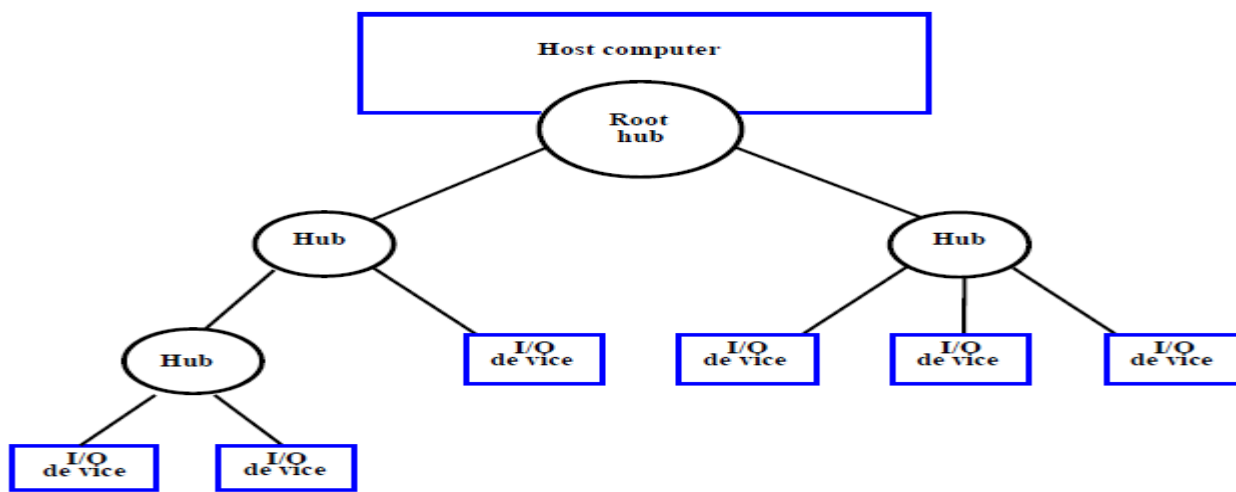 Host computer
Root
hub
Hub
Hub
I/O
de vice
I/O
de vice
I/O
de vice
I/O
de vice
Hub
I/O
de vice
I/O
de vice